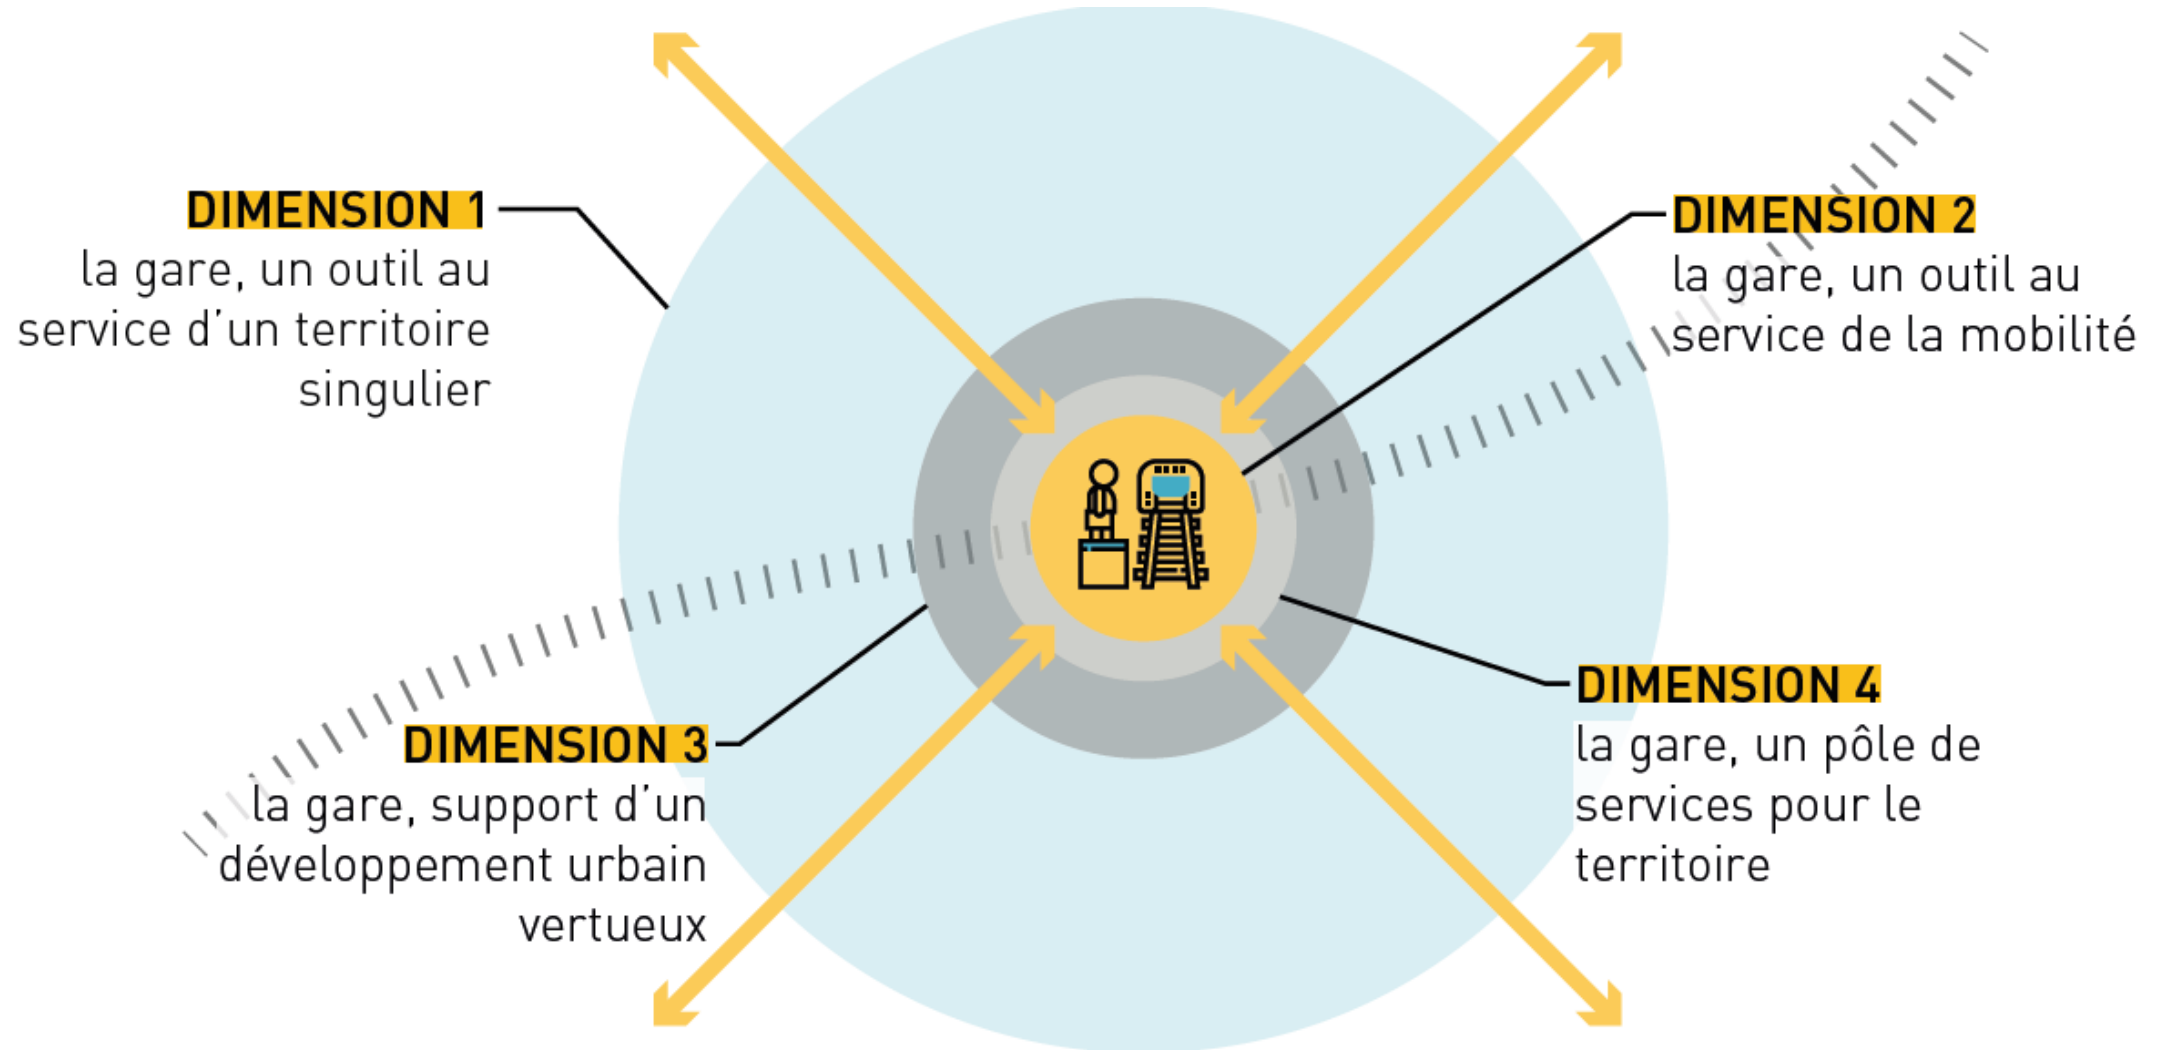 DIMENSION 1
la gare, un outil au
service d'un territoire
singulier
DIMENSION 2
la gare, un outil au
service de la mobilité
DIMENSION 3
la gare, support d'un
développement urbain
vertueux
DIMENSION 4
la gare, un pôle de
services pour le
territoire